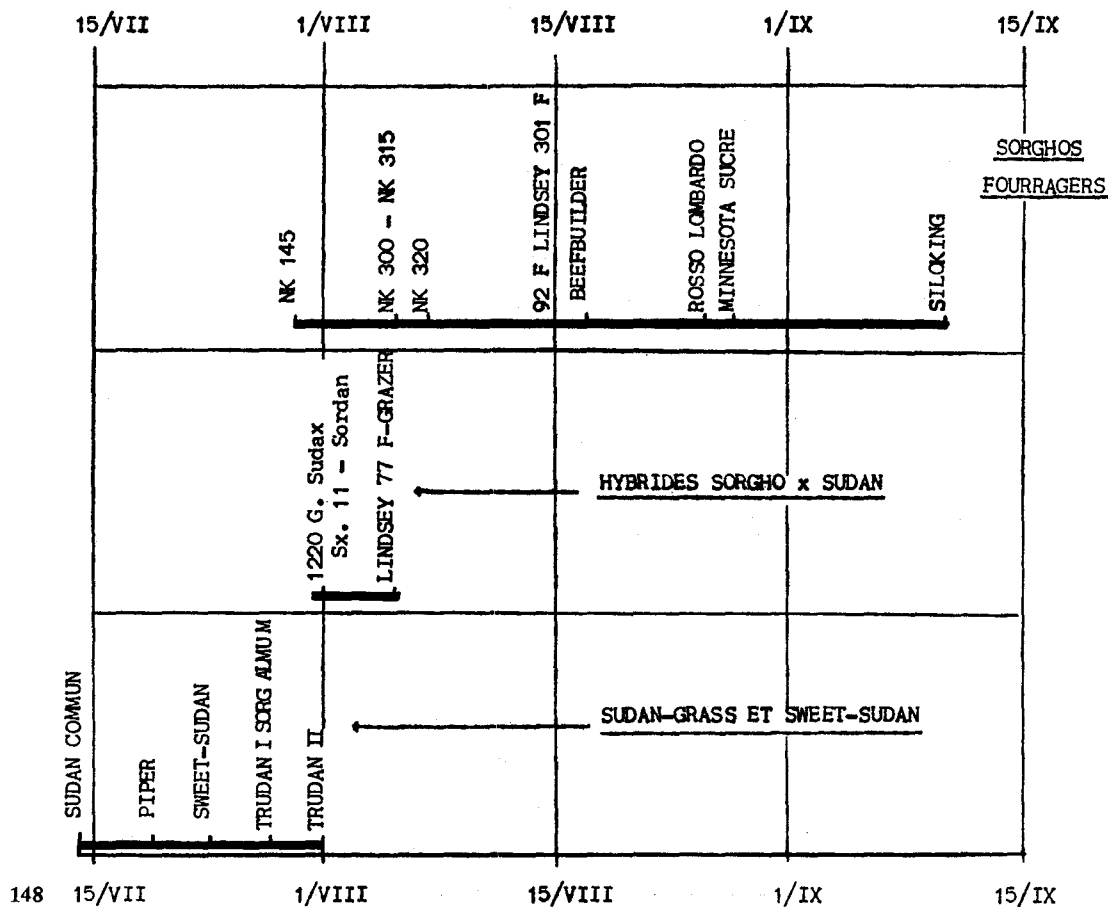 15/VII 1/VIII 15/VIII 1/IX 15/IX
NK 145
NK 300 - NK 315
NK 320
92 F LINDSEY 301 F
BEEFBUILDER
ROSSO LOMBARDO
MINNESOTA SUCRE
SILOKING
SORGHOS
FOURRAGERS
1220 G. Sudax
Sx. 11 - Sordan
LINDSEY 77 F-GRAZER
HYBRIDES SORGHO x SUDAN
SUDAN COMMUN
PIPER
SWEET-SUDAN
TRUDAN I SORG ALMUM
TRUDAN II
SUDAN-GRASS ET SWEET-SUDAN
148 15/VII 1/VIII 15/VIII 1/IX 15/IX